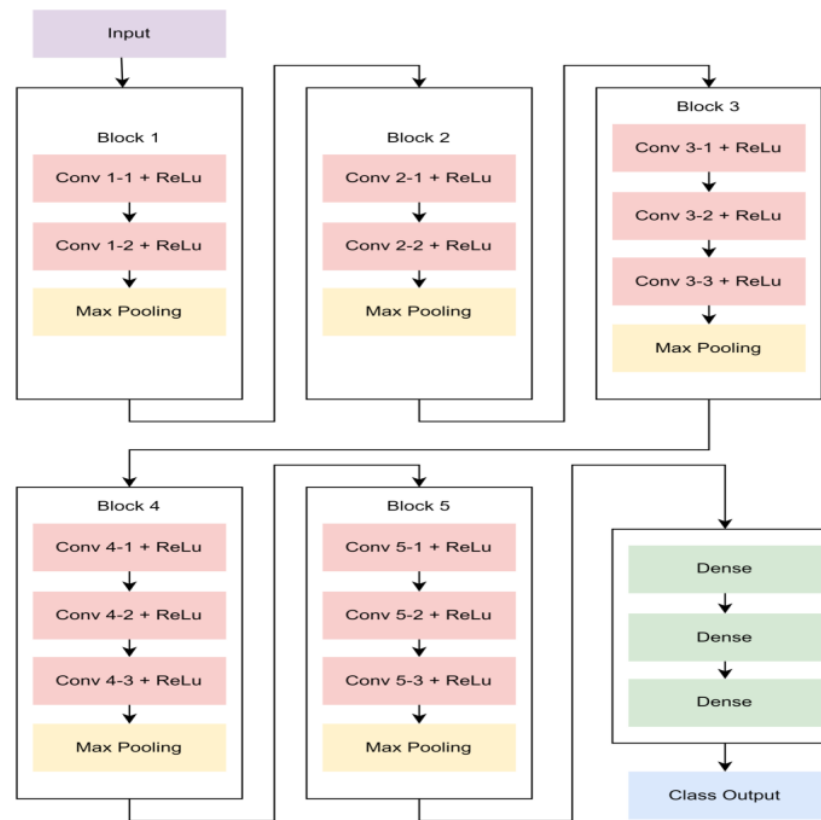 Input
Block 1
Conv 1-1 + ReLu
Conv 1-2 + ReLu
Max Pooling
Block 2
Conv 2-1 + ReLu
Conv 2-2 + ReLu
Max Pooling
Block 3
Conv 3-1 + ReLu
Conv 3-2 + ReLu
Conv 3-3 + ReLu
Max Pooling
Block 4
Conv 4-1 + ReLu
Conv 4-2 + ReLu
Conv 4-3 + ReLu
Max Pooling
Block 5
Conv 5-1 + ReLu
Conv 5-2 + ReLu
Conv 5-3 + ReLu
Max Pooling
Dense
Dense
Dense
Class Output